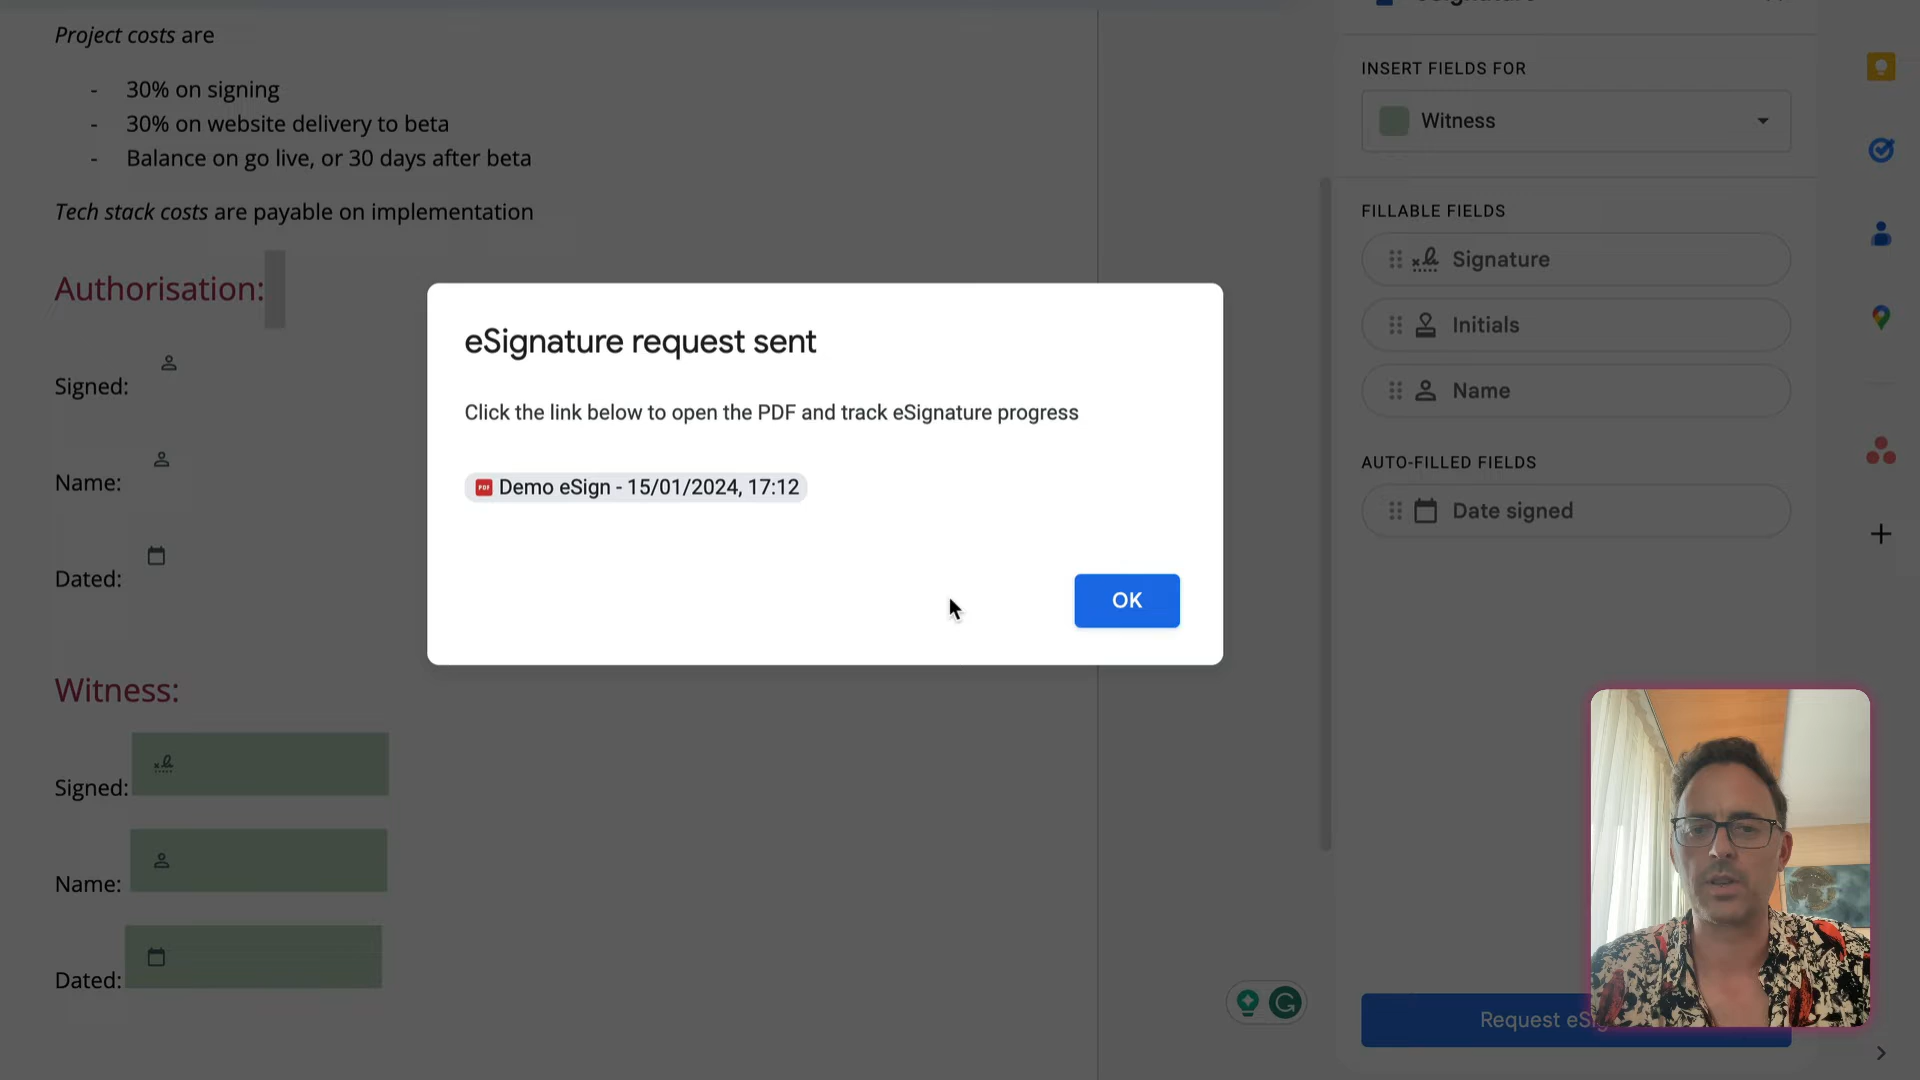 Project costs are
- 30% on signing
- 30% on website delivery to beta
- Balance on go live, or 30 days after beta
Tech stack costs are payable on implementation
Authorisation:
Signed:
Name:
Dated:
Witness:
Signed:
Name:
Dated:
eSignature request sent
Click the link below to open the PDF and track eSignature progress
PDF Demo eSign - 15/01/2024, 17:12
OK
INSERT FIELDS FOR
Witness
FILLABLE FIELDS
Signature
Initials
Name
AUTO-FILLED FIELDS
Date signed
Request eSig